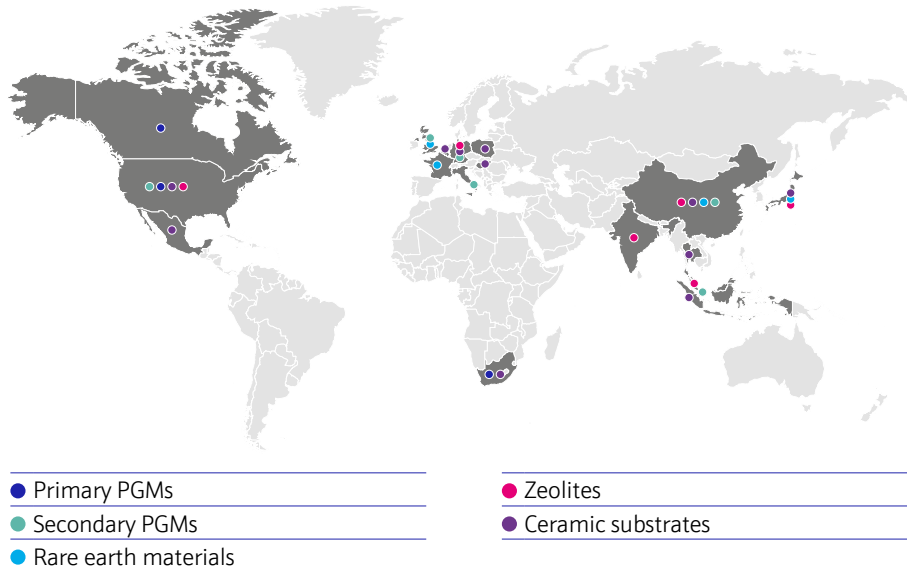 Primary PGMs
Secondary PGMs
Rare earth materials
Zeolites
Ceramic substrates